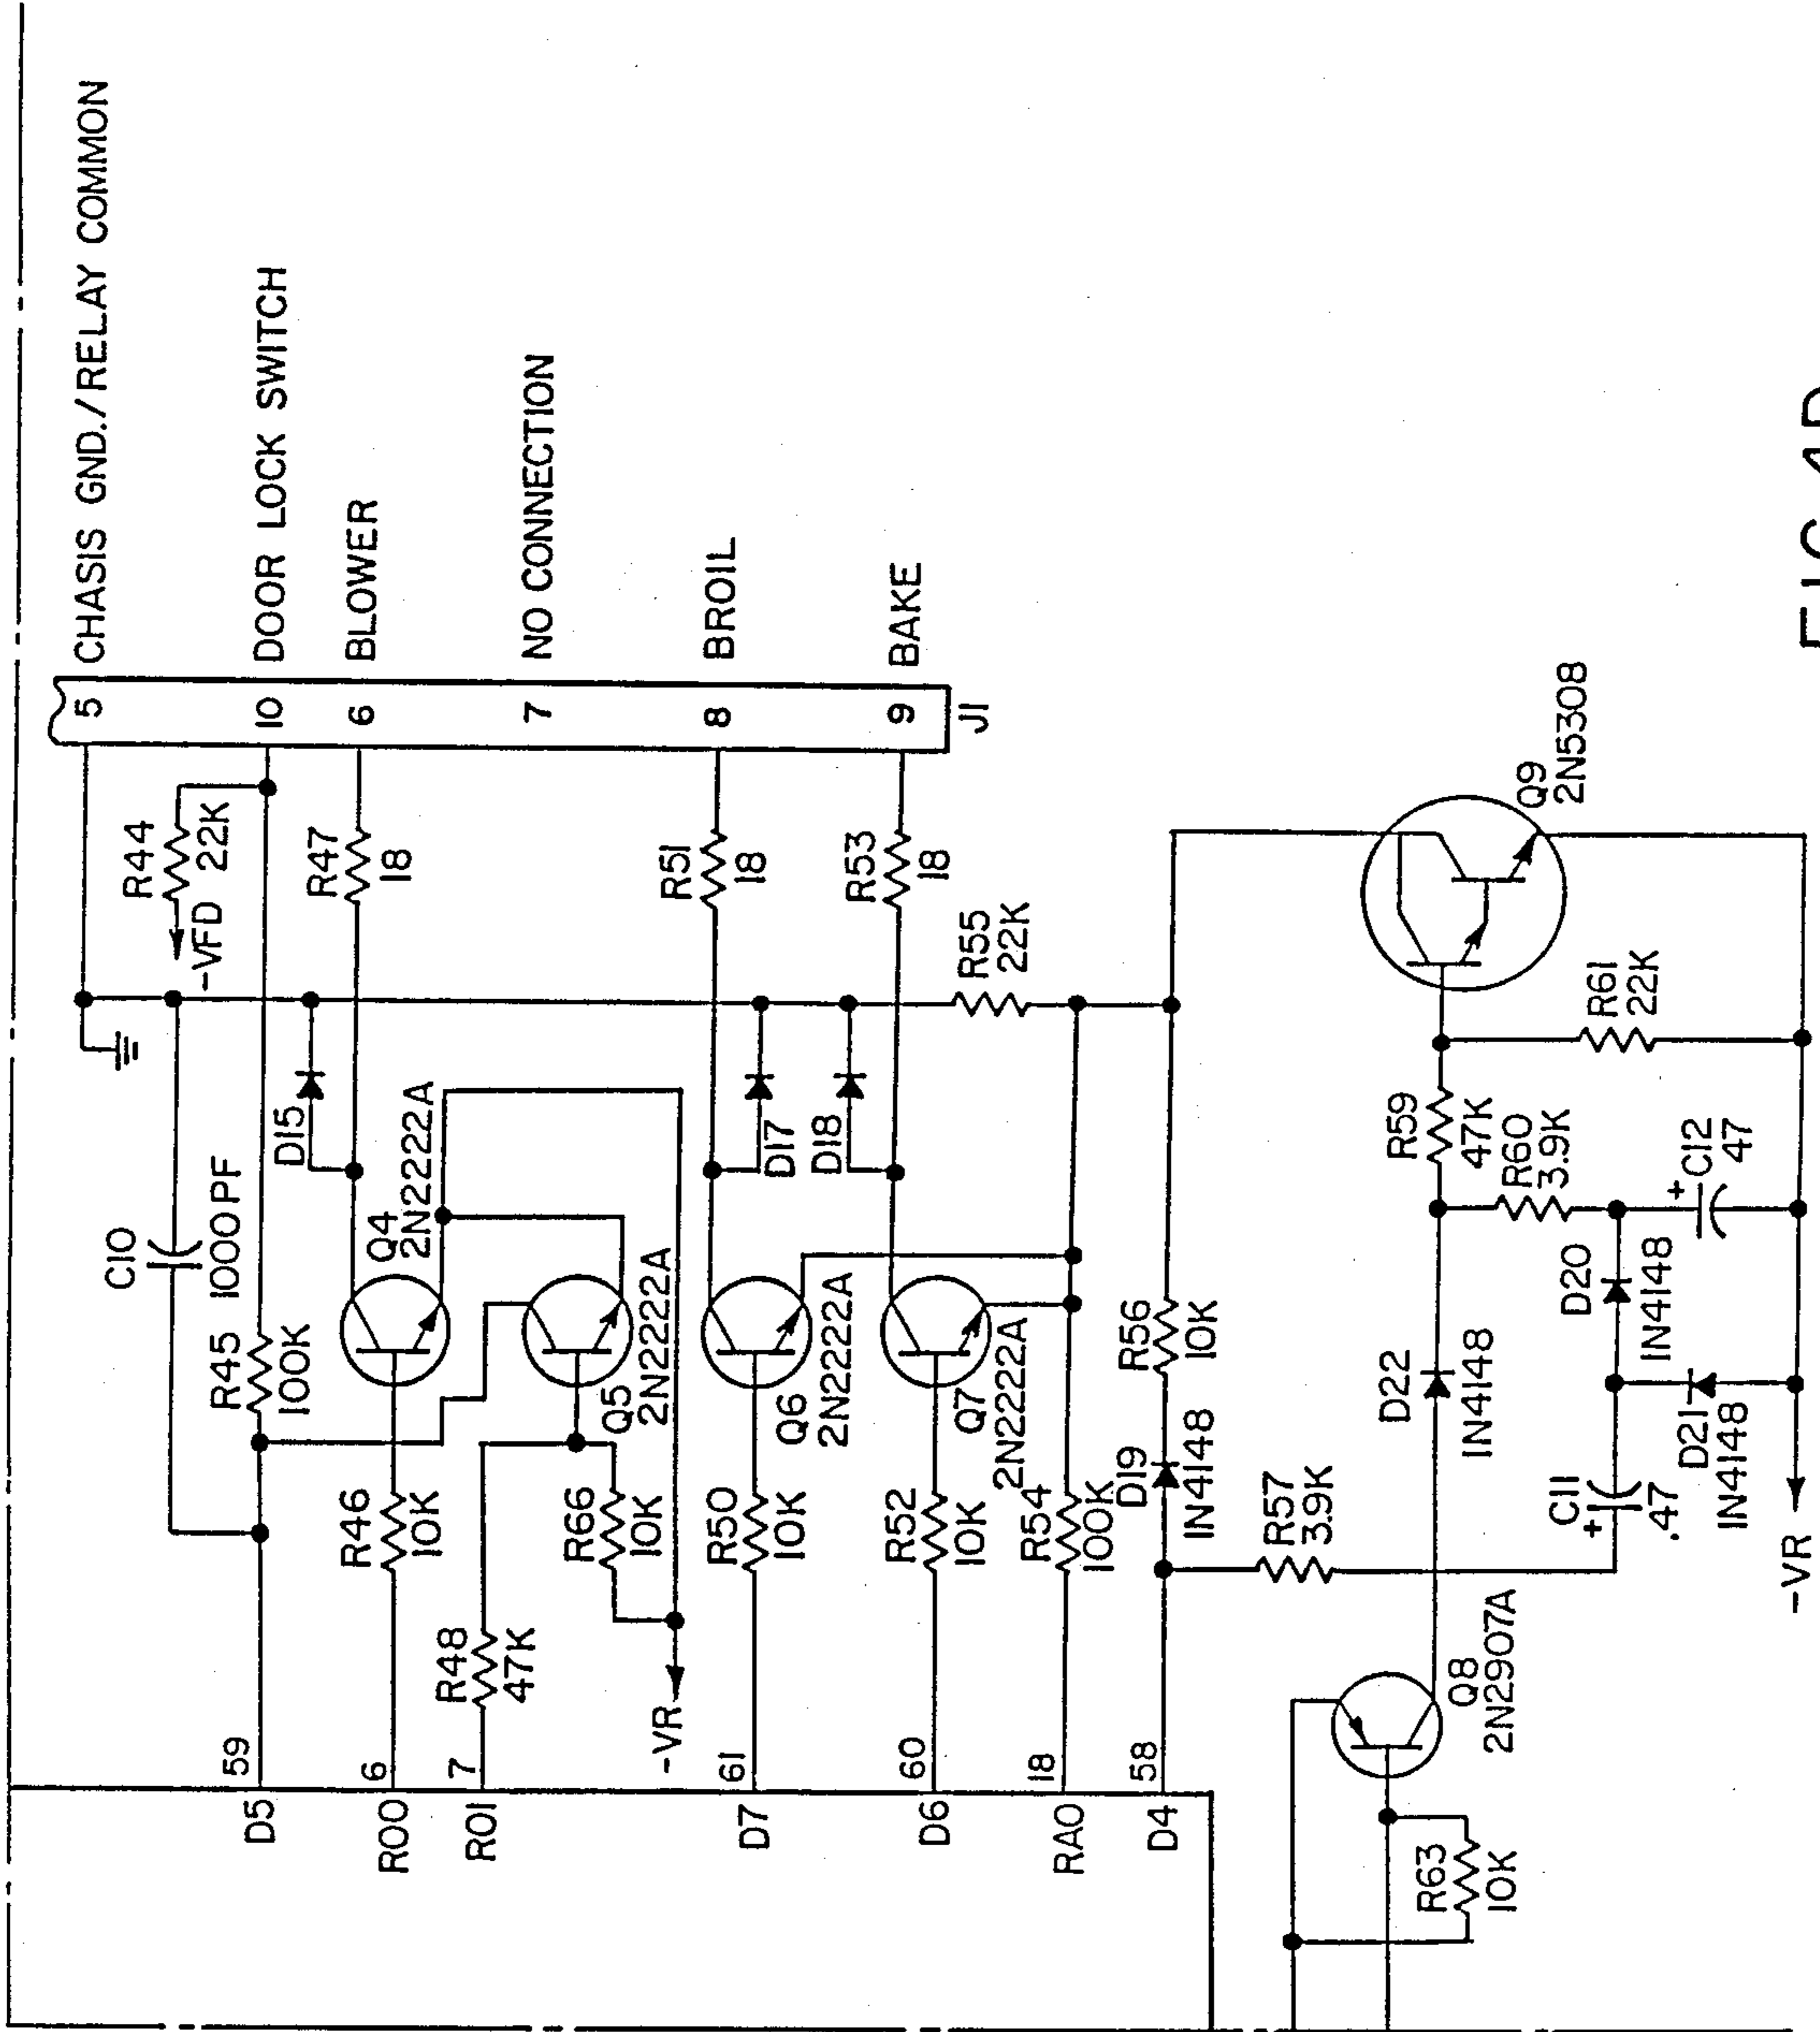 5 CHASSIS GND./RELAY COMMON
10 DOOR LOCK SWITCH
6 BLOWER
7 NO CONNECTION
8 BROIL
9 BAKE
J1
R44
22K
-VFD
R47
18
R51
18
R53
18
R55
22K
C10
1000PF
D15
R45
100K
Q4
2N2222A
Q5
2N2222A
D17
D18
Q6
2N2222A
Q7
2N2222A
R46
10K
R48
47K
R66
10K
-VR
R50
10K
R52
10K
R54
100K
R56
10K
D19
1N4148
D5 59
R00 6
R01 7
D7 61
D6 60
RA0 18
D4 58
R57
3.9K
Q9
2N5308
R61
22K
R59
47K
R60
3.9K
C12
47
+
D20
1N4148
D22
1N4148
D21
1N4148
C11
.47
+
-VR
Q8
2N2907A
R63
10K